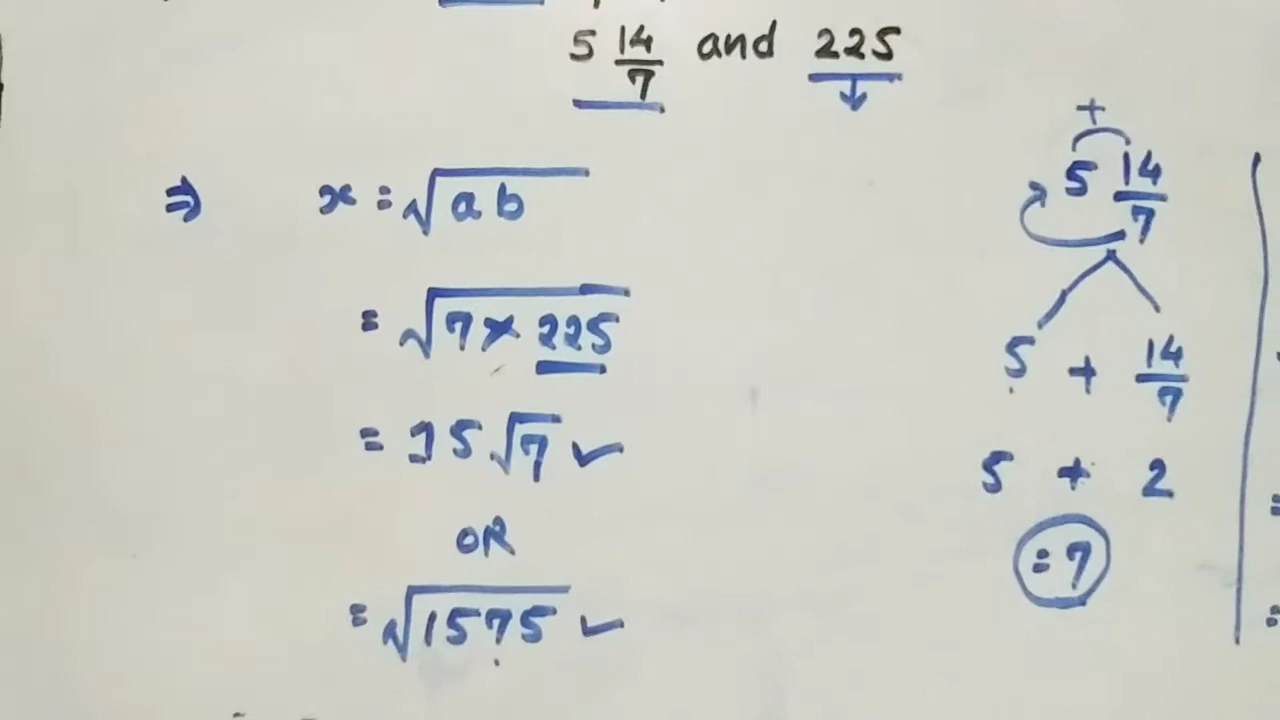 5 14/7 and 225
⇒ x = √ab
= √7×225
= 15√7 ✓
OR
= √1575 ✓
+
5 14/7
5 + 14/7
5 + 2
= 7